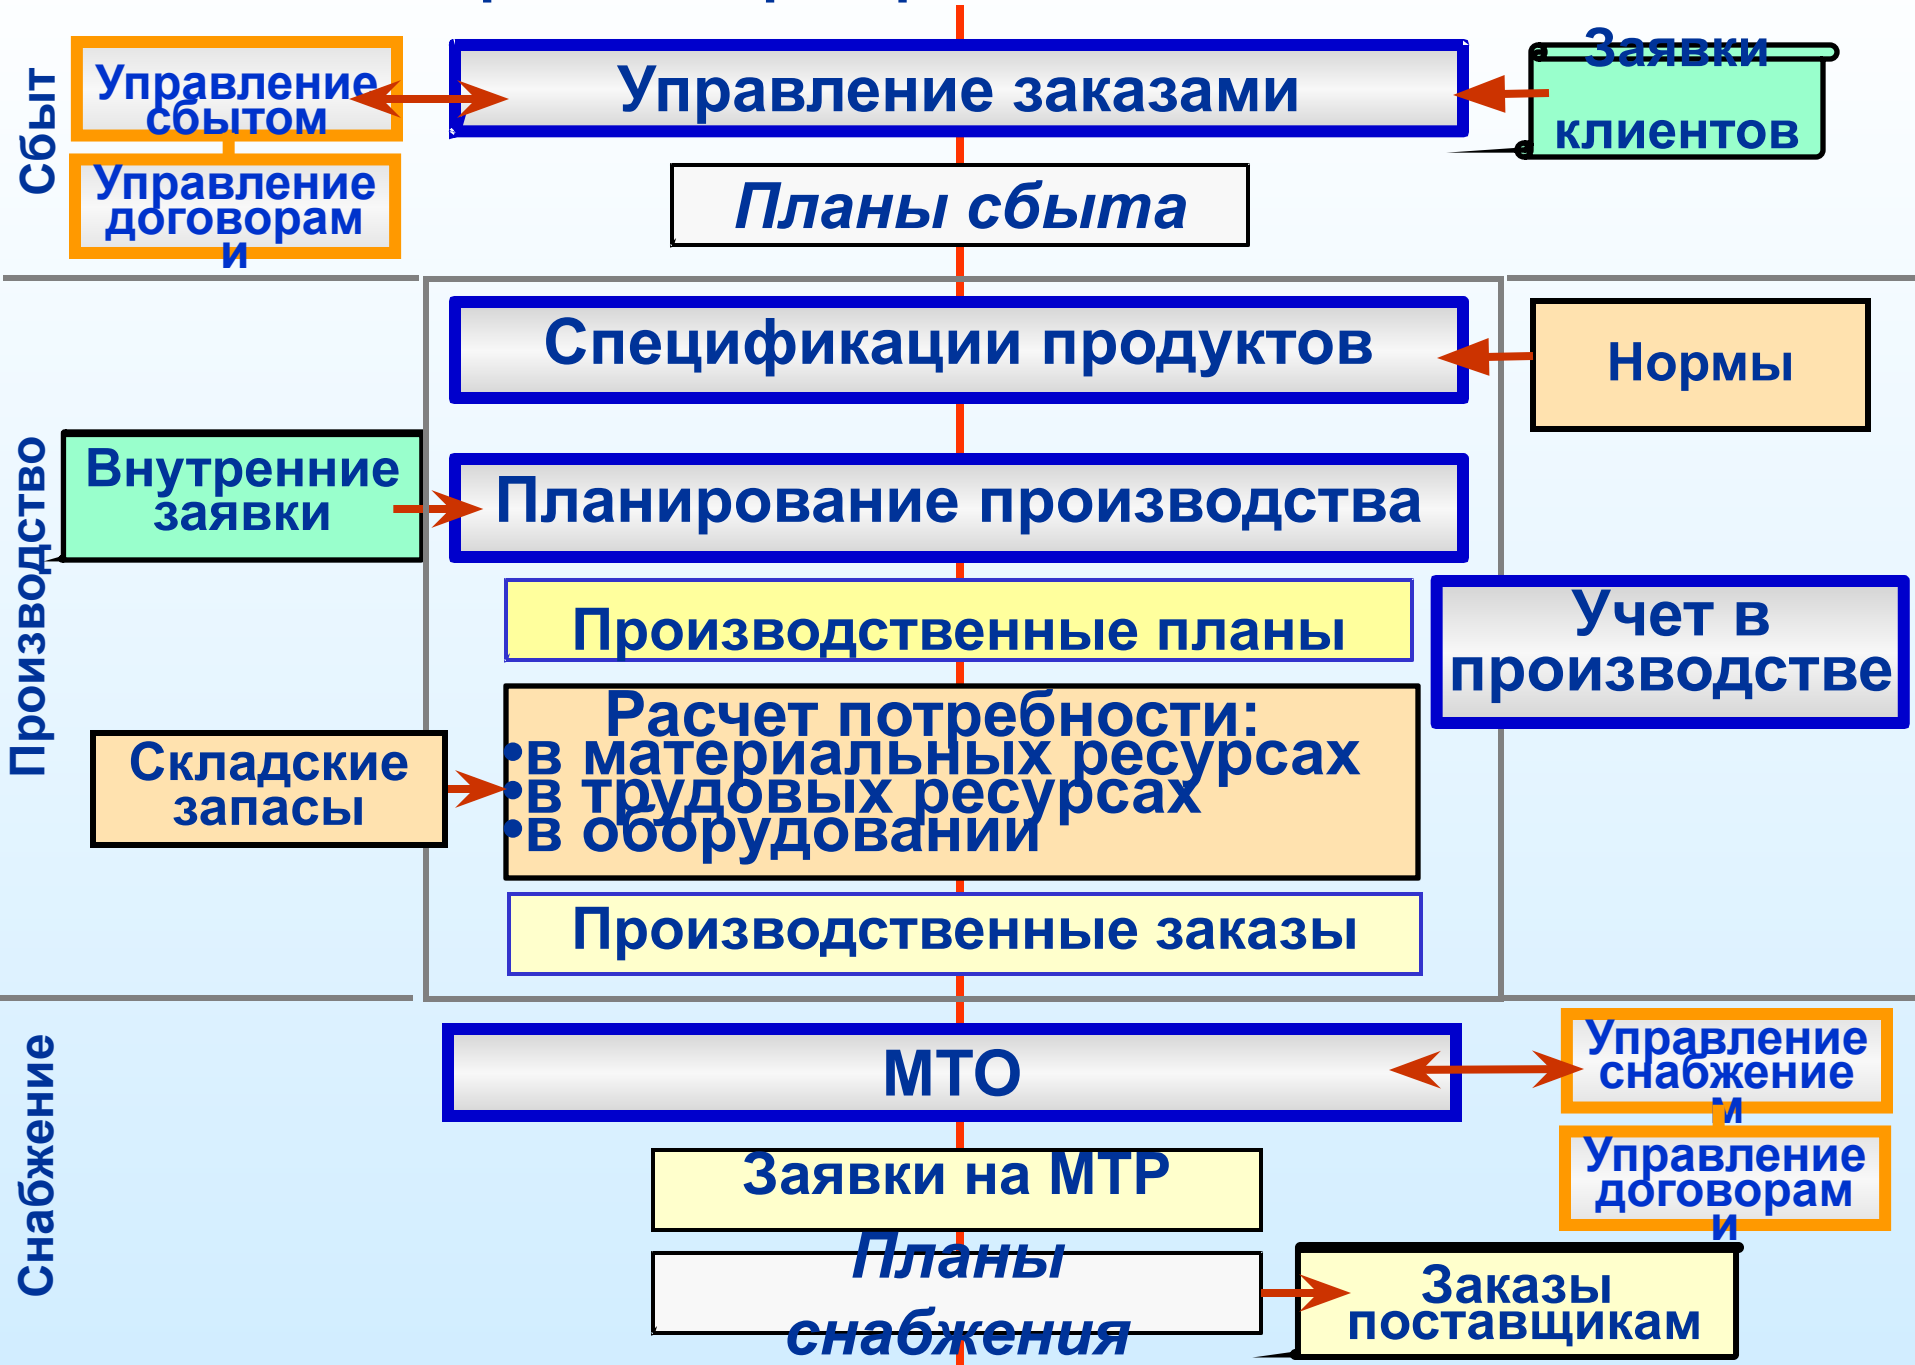 Сбыт
Управление
сбытом
Управление заказами
Заявки
клиентов
Управление
договорам
и
Планы сбыта
Производство
Спецификации продуктов
Нормы
Внутренние
заявки
Планирование производства
Производственные планы
Учет в
производстве
Расчет потребности:
•в материальных ресурсах
•в трудовых ресурсах
•в оборудовании
Складские
запасы
Производственные заказы
Снабжение
МТО
Управление
снабжение
м
Заявки на МТР
Управление
договорам
и
Планы
снабжения
Заказы
поставщикам